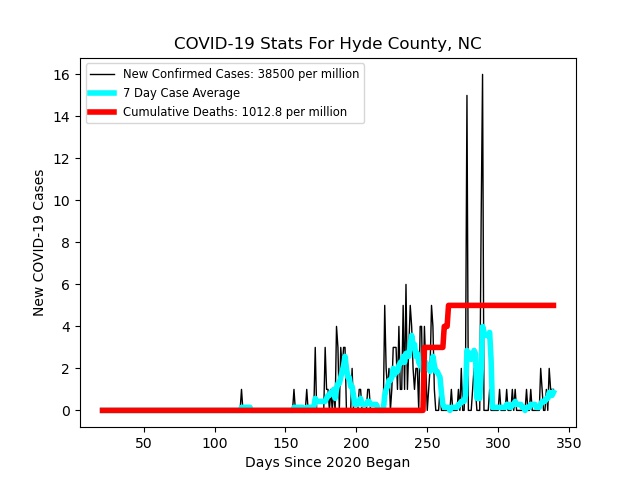 COVID-19 Stats For Hyde County, NC
New Confirmed Cases: 38500 per million
7 Day Case Average
Cumulative Deaths: 1012.8 per million
New COVID-19 Cases
16
14
12
10
8
6
4
2
0
50 100 150 200 250 300 350
Days Since 2020 Began